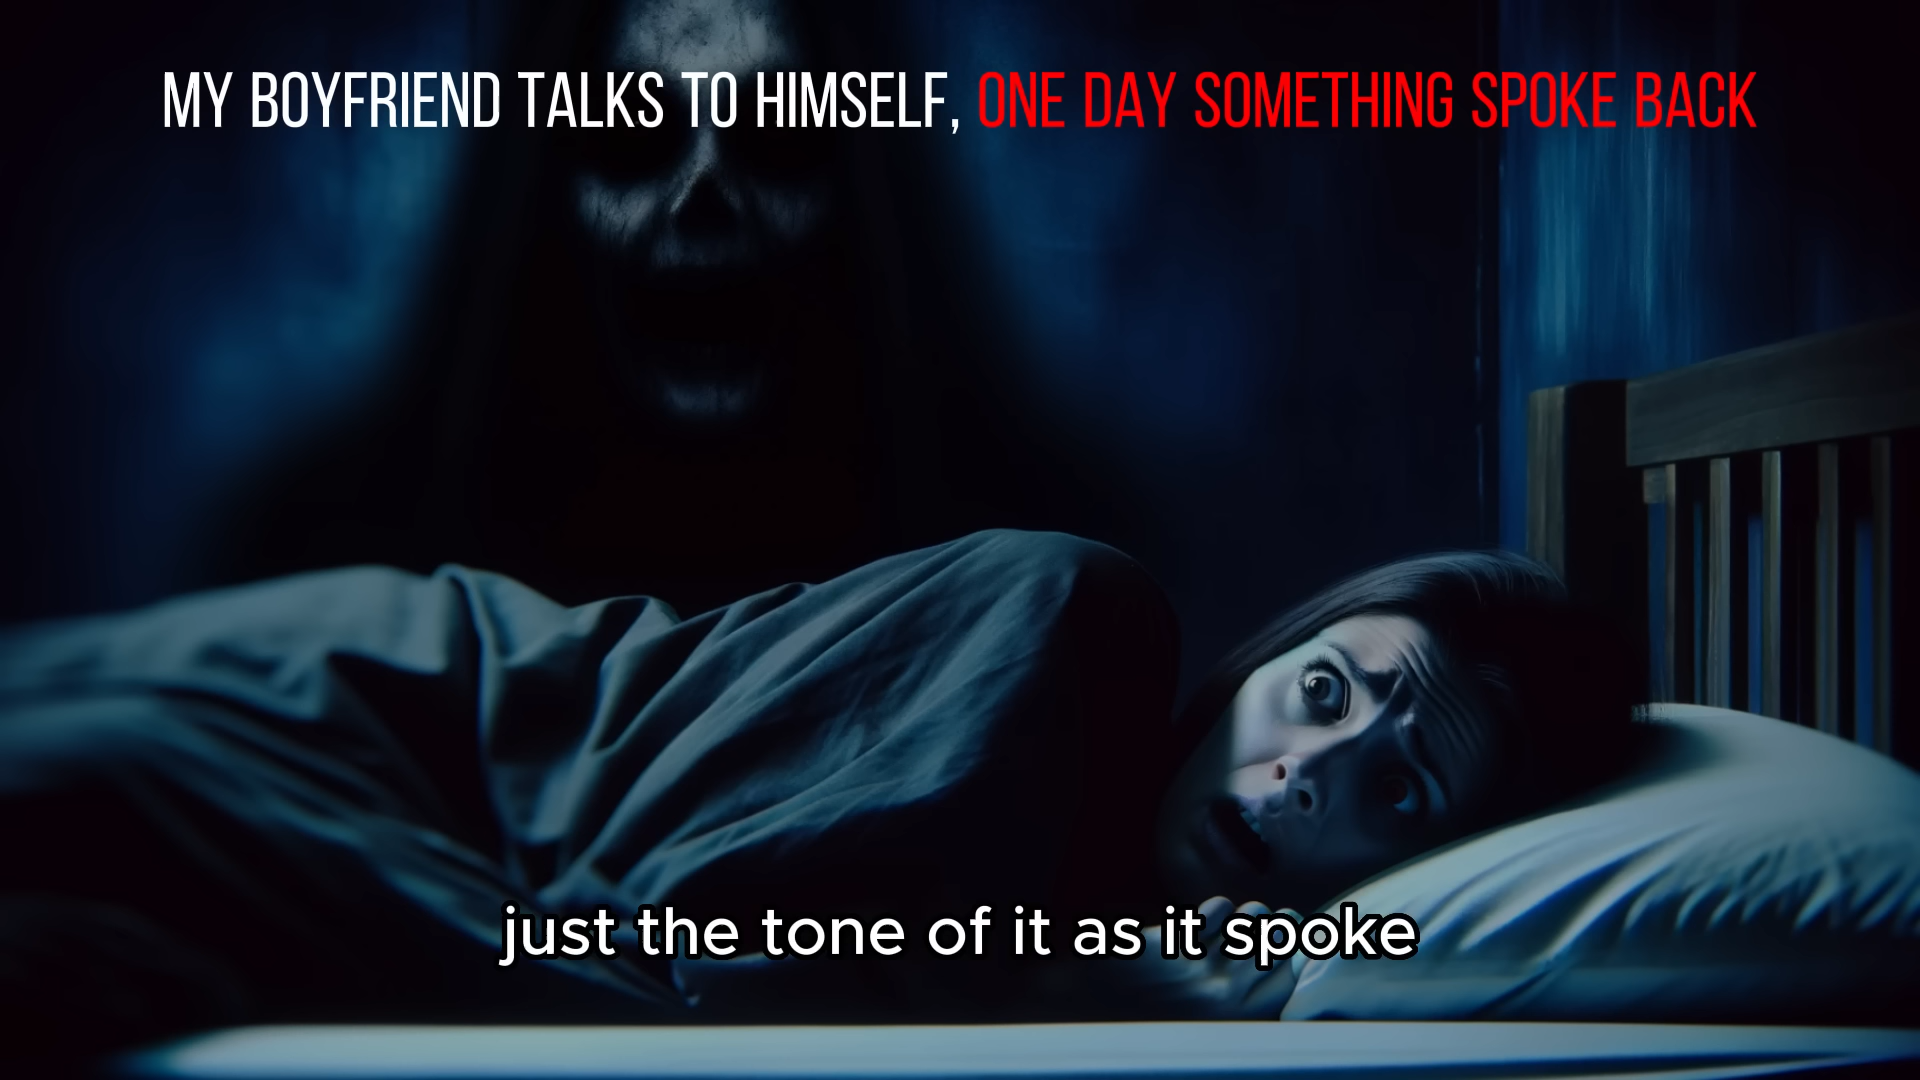 MY BOYFRIEND TALKS TO HIMSELF, ONE DAY SOMETHING SPOKE BACK
just the tone of it as it spoke